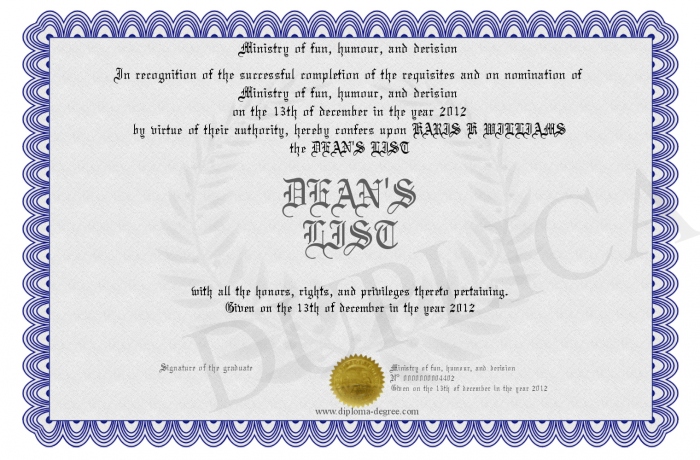 Ministry of fun, humour, and derision
In recognition of the successful completion of the requisites and on nomination of
Ministry of fun, humour, and derision
on the 13th of december in the year 2012
by virtue of their authority, hereby confers upon KARIS K WILLIAMS
the DEAN'S LIST
DEAN'S
LIST
with all the honors, rights, and privileges thereto pertaining.
Given on the 13th of december in the year 2012
DUPLICA
Signature of the graduate
Ministry of fun, humour, and derision
N° 0000000004402
Given on the 13th of december in the year 2012
www.diploma-degree.com